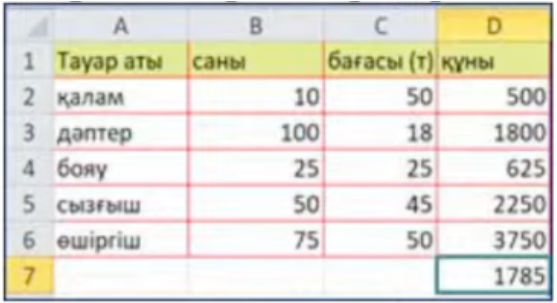 A B C D
1 Тауар аты саны бағасы (т) құны
2 қалам 10 50 500
3 дәптер 100 18 1800
4 бояу 25 25 625
5 сызғыш 50 45 2250
6 өшіргіш 75 50 3750
7 1785